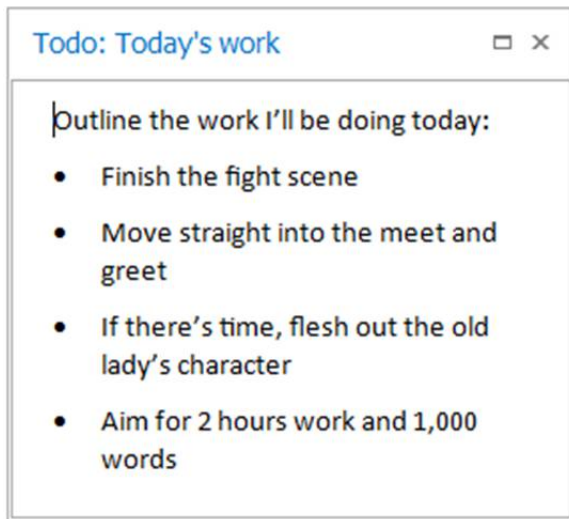 Todo: Today's work
Outline the work I’ll be doing today:
• Finish the fight scene
• Move straight into the meet and
greet
• If there’s time, flesh out the old
lady’s character
• Aim for 2 hours work and 1,000
words